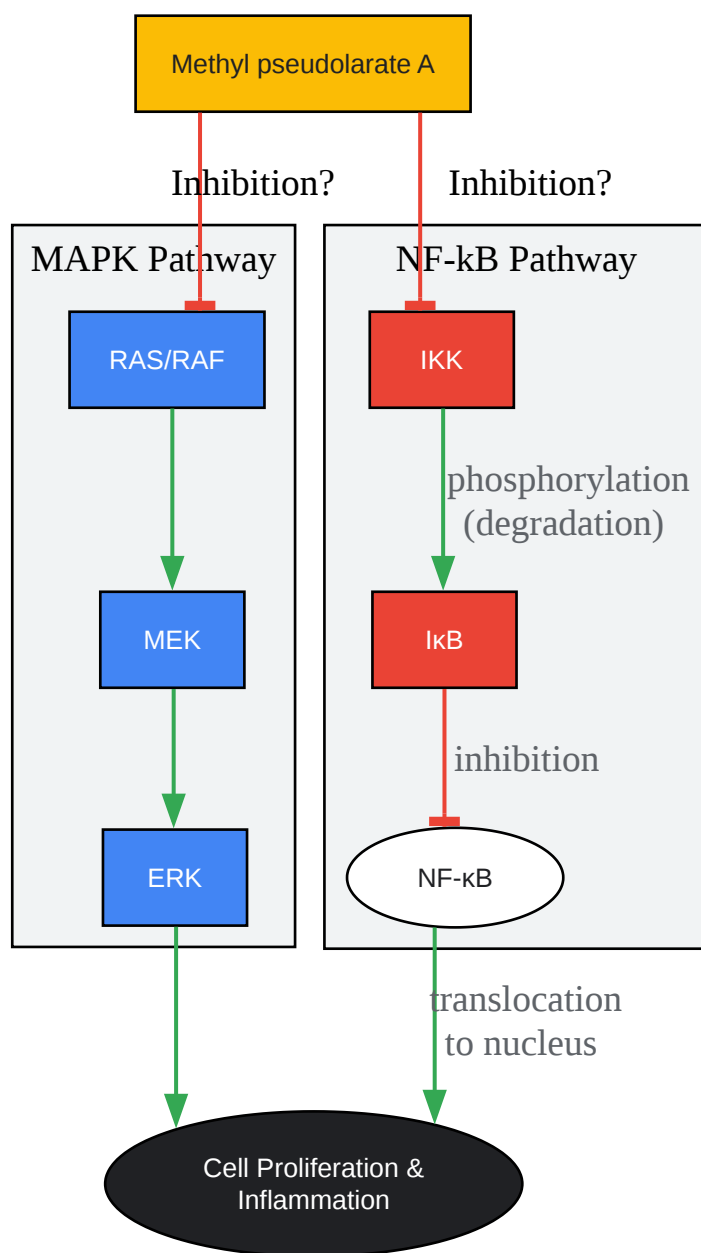 Methyl pseudolarate A
Inhibition?
Inhibition?
MAPK Pathway
NF-kB Pathway
RAS/RAF
IKK
phosphorylation
(degradation)
MEK
IκB
inhibition
ERK
NF-κB
translocation
to nucleus
Cell Proliferation &
Inflammation